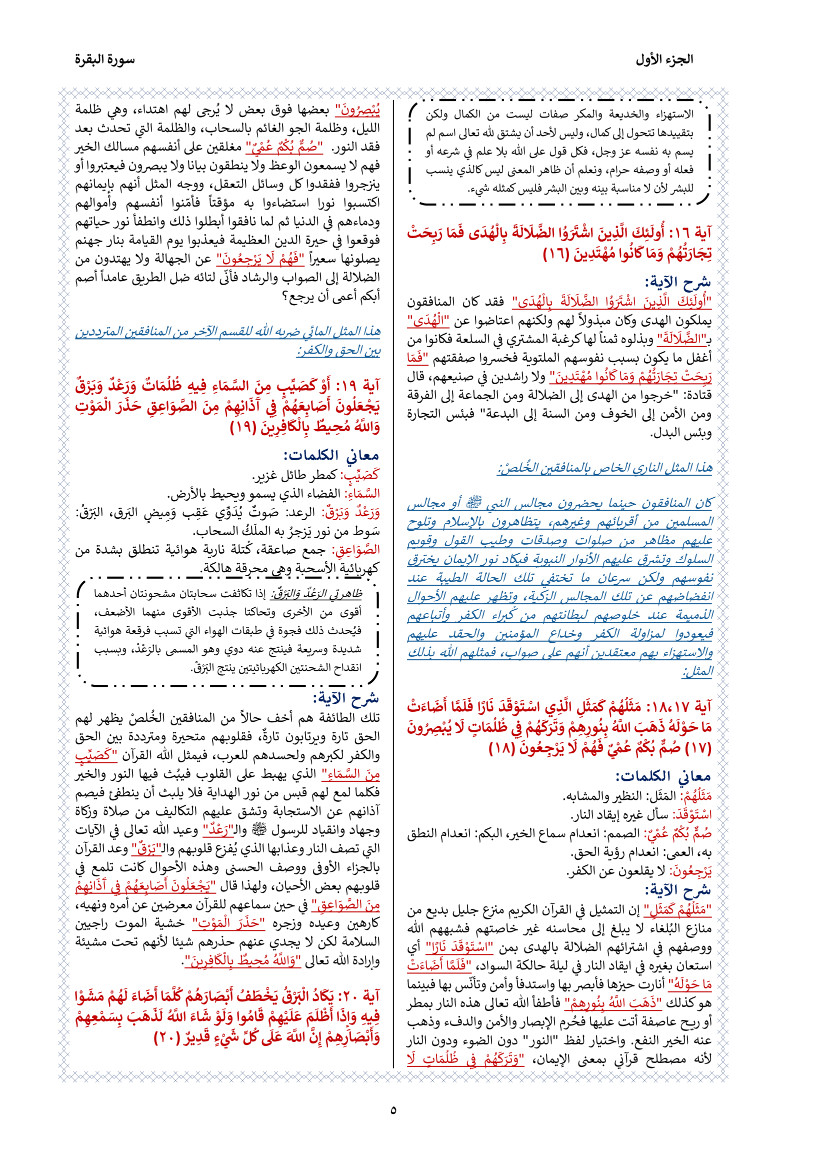 الجزء الأول
سورة البقرة
الاستهزاء والخديعة والمكر صفات ليست من الكمال ولكن
بتقييدها تتحول إلى كمال، وليس لأحد أن يشتق لله تعالى اسم لم
يسم به نفسه عز وجل، فكل قول على الله بلا علم في شرعه أو
فعله أو وصفه حرام، ونعلم أن ظاهر المعنى ليس كالذي ينسب
للبشر لأن لا مناسبة بينه وبين البشر فليس كمثله شيء.
آية ١٦: أُولَئِكَ الَّذِينَ اشْتَرَوُا الضَّلَالَةَ بِالْهُدَى فَمَا رَبِحَتْ
تِجَارَتُهُمْ وَمَا كَانُوا مُهْتَدِينَ (١٦)
شرح الآية:
"أُولَئِكَ الَّذِينَ اشْتَرَوُا الضَّلَالَةَ بِالْهُدَى" فقد كان المنافقون
يملكون الهدى وكان مبذولاً لهم ولكنهم اعتاضوا عن "الْهُدَى"
بـ"الضَّلَالَةَ" وبذلوه ثمناً لها كرغبة المشتري في السلعة فكانوا من
أغفل ما يكون بسبب نفوسهم الملتوية فخسروا صفقتهم "فَمَا
رَبِحَتْ تِجَارَتُهُمْ وَمَا كَانُوا مُهْتَدِينَ" ولا راشدين في صنيعهم، قال
قتادة: "خرجوا من الهدى إلى الضلالة ومن الجماعة إلى الفرقة
ومن الأمن إلى الخوف ومن السنة إلى البدعة" فبئس التجارة
وبئس البدل.
هذا المثل الناري الخاص بالمنافقين الخُلصْ:
كان المنافقون حينما يحضرون مجالس النبي ﷺ أو مجالس
المسلمين من أقربائهم وغيرهم، يتظاهرون بالإسلام وتلوح
عليهم مظاهر من صلوات وصدقات وطيب القول وقويم
السلوك وتشرق عليهم الأنوار النبوية فيكاد نور الإيمان يخترق
نفوسهم ولكن سرعان ما تختفي تلك الحالة الطيبة عند
انفضاضهم عن تلك المجالس الزكية، وتظهر عليهم الأحوال
الذميمة عند خلوصهم لبطانتهم من كبراء الكفر وأتباعهم
فيعودوا لمزاولة الكفر وخداع المؤمنين والحقد عليهم
والاستهزاء بهم معتقدين أنهم على صواب، فمثلهم الله بذلك
المثل:
آية ١٨،١٧: مَثَلُهُمْ كَمَثَلِ الَّذِي اسْتَوْقَدَ نَارًا فَلَمَّا أَضَاءَتْ
مَا حَوْلَهُ ذَهَبَ اللَّهُ بِنُورِهِمْ وَتَرَكَهُمْ فِي ظُلُمَاتٍ لَا يُبْصِرُونَ
(١٧) صُمٌّ بُكْمٌ عُمْيٌ فَهُمْ لَا يَرْجِعُونَ (١٨)
معاني الكلمات:
مَثَلُهُمْ: المَثَل: النظير والمشابه.
اسْتَوْقَدَ: سأل غيره إيقاد النار.
صُمٌّ بُكْمٌ عُمْيٌ: الصمم: انعدام سماع الخير، البكم: انعدام النطق
به، العمى: انعدام رؤية الحق.
يَرْجِعُونَ: لا يقلعون عن الكفر.
شرح الآية:
"مَثَلُهُمْ كَمَثَلِ" إن التمثيل في القرآن الكريم منزع جليل بديع من
منازع البُلغاء لا يبلغ إلى محاسنه غير خاصتهم فشبههم الله
ووصفهم في اشترائهم الضلالة بالهدى بمن "اسْتَوْقَدَ نَارًا" أي
استعان بغيره في ايقاد النار في ليلة حالكة السواد، "فَلَمَّا أَضَاءَتْ
مَا حَوْلَهُ" أنارت حيزها فأبصر بها واستدفأ وأمن وتأنّس بها فبينما
هو كذلك "ذَهَبَ اللَّهُ بِنُورِهِمْ" فأطفأ الله تعالى هذه النار بمطر
أو ريح عاصفة أتت عليها فحُرم الإبصار والأمن والدفء وذهب
عنه الخير النفع. واختيار لفظ "النور" دون الضوء ودون النار
لأنه مصطلح قرآني بمعنى الإيمان، "وَتَرَكَهُمْ فِي ظُلُمَاتٍ لَا
يُبْصِرُونَ" بعضها فوق بعض لا يُرجى لهم اهتداء، وهي ظلمة
الليل، وظلمة الجو الغائم بالسحاب، والظلمة التي تحدث بعد
فقد النور. "صُمٌّ بُكْمٌ عُمْيٌ" مغلقين على أنفسهم مسالك الخير
فهم لا يسمعون الوعظ ولا ينطقون بيانا ولا يبصرون فيعتبروا أو
ينزجروا ففقدوا كل وسائل التعقل، ووجه المثل أنهم بإيمانهم
اكتسبوا نورا استضاءوا به مؤقتاً فأمّنوا أنفسهم وأموالهم
ودماءهم في الدنيا ثم لما نافقوا أبطلوا ذلك وانطفأ نور حياتهم
فوقعوا في حيرة الدين العظيمة فيعذبوا يوم القيامة بنار جهنم
يصلونها سعيراً "فَهُمْ لَا يَرْجِعُونَ" عن الجهالة ولا يهتدون من
الضلالة إلى الصواب والرشاد فأنّى لتائه ضل الطريق عامداً أصم
أبكم أعمى أن يرجع؟
هذا المثل المائي ضربه الله للقسم الآخر من المنافقين المترددين
بين الحق والكفر:
آية ١٩: أَوْ كَصَيِّبٍ مِنَ السَّمَاءِ فِيهِ ظُلُمَاتٌ وَرَعْدٌ وَبَرْقٌ
يَجْعَلُونَ أَصَابِعَهُمْ فِي آذَانِهِمْ مِنَ الصَّوَاعِقِ حَذَرَ الْمَوْتِ
وَاللَّهُ مُحِيطٌ بِالْكَافِرِينَ (١٩)
معاني الكلمات:
كَصَيِّبٍ: كمطر طائل غزير.
السَّمَاءِ: الفضاء الذي يسمو ويحيط بالأرض.
وَرَعْدٌ وَبَرْقٌ: الرعد: صَوتٌ يُدَوِّي عَقِب وَمِيضِ البَرق، البَرْقَ:
سَوط من نور يَزجرُ به الملَكُ السحاب.
الصَّوَاعِقِ: جمع صاعقة، كُتلة نارية هوائية تنطلق بشدة من
كهربائية الأسحبة وهي محرقة هالكة.
ظاهرتي الرَعْدْ وَالبَرْقْ: إذا تكاثفت سحابتان مشحونتان أحدهما
أقوى من الأخرى وتحاكتا جذبت الأقوى منهما الأضعف،
فيُحدث ذلك فجوة في طبقات الهواء التي تسبب فرقعة هوائية
شديدة وسريعة فينتج عنه دوي وهو المسمى بالرَعْدْ، وبسبب
انقداح الشحنتين الكهربائيتين ينتج البَرْقْ.
شرح الآية:
تلك الطائفة هم أخف حالاً من المنافقين الخُلصْ يظهر لهم
الحق تارة ويرتابون تارةٌ، فقلوبهم متحيرة ومترددة بين الحق
والكفر لكبرهم ولحسدهم للعرب، فيمثل الله القرآن "كَصَيِّبٍ
مِنَ السَّمَاءِ" الذي يهبط على القلوب فيبُث فيها النور والخير
فكلما لمع لهم قبس من نور الهداية فلا يلبث أن ينطفئ فيصم
آذانهم عن الاستجابة وتشق عليهم التكاليف من صلاة وزكاة
وجهاد وانقياد للرسول ﷺ والـ"رَعْدٌ" وعيد الله تعالى في الآيات
التي تصف النار وعذابها الذي يُفزع قلوبهم والـ"بَرْقٌ" وعد القرآن
بالجزاء الأوفى ووصف الحسنى وهذه الأحوال كانت تلمع في
قلوبهم بعض الأحيان، ولهذا قال "يَجْعَلُونَ أَصَابِعَهُمْ فِي آذَانِهِمْ
مِنَ الصَّوَاعِقِ" في حين سماعهم للقرآن معرضين عن أمره ونهيه،
كارهين وعيده وزجره "حَذَرَ الْمَوْتِ" خشية الموت راجيين
السلامة لكن لا يجدي عنهم حذرهم شيئا لأنهم تحت مشيئة
وإرادة الله تعالى "وَاللَّهُ مُحِيطٌ بِالْكَافِرِينَ".
آية ٢٠: يَكَادُ الْبَرْقُ يَخْطَفُ أَبْصَارَهُمْ كُلَّمَا أَضَاءَ لَهُمْ مَشَوْا
فِيهِ وَإِذَا أَظْلَمَ عَلَيْهِمْ قَامُوا وَلَوْ شَاءَ اللَّهُ لَذَهَبَ بِسَمْعِهِمْ
وَأَبْصَارِهِمْ إِنَّ اللَّهَ عَلَى كُلِّ شَيْءٍ قَدِيرٌ (٢٠)
٥